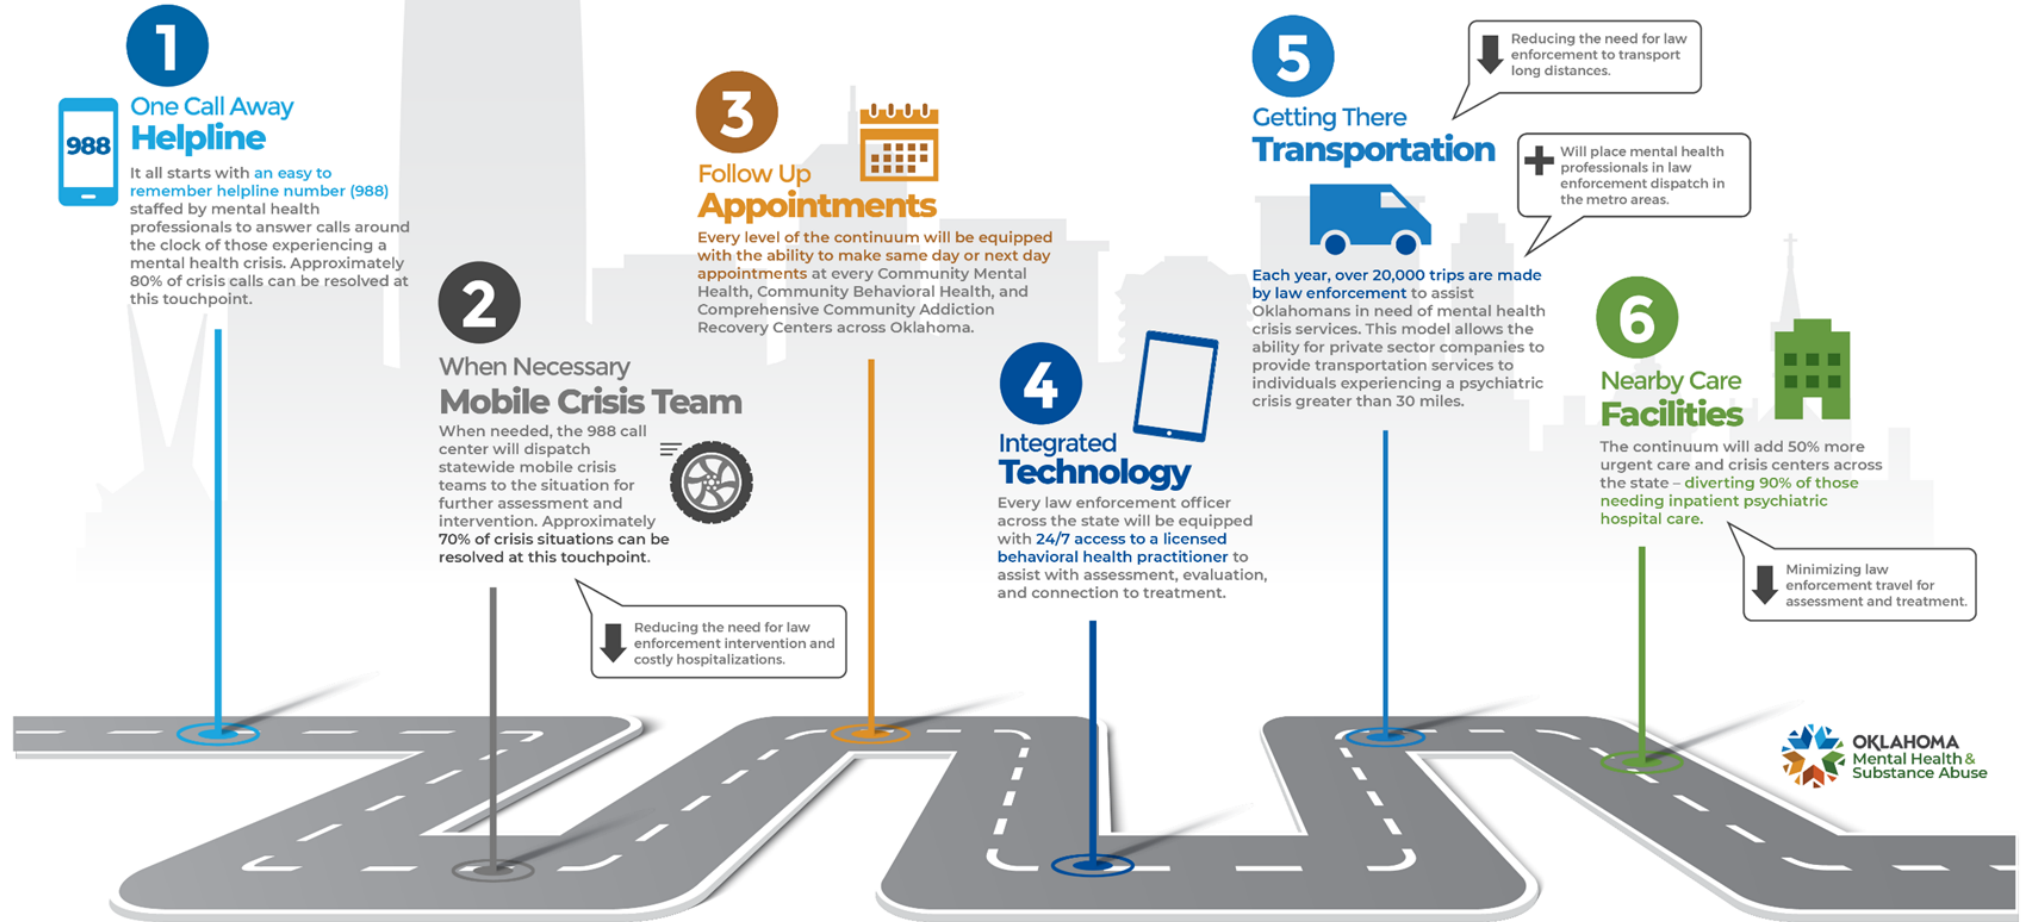 1
One Call Away
Helpline
988
It all starts with an easy to
remember helpline number (988)
staffed by mental health
professionals to answer calls around
the clock of those experiencing a
mental health crisis. Approximately
80% of crisis calls can be resolved at
this touchpoint.
2
When Necessary
Mobile Crisis Team
When needed, the 988 call
center will dispatch
statewide mobile crisis
teams to the situation for
further assessment and
intervention. Approximately
70% of crisis situations can be
resolved at this touchpoint.
Reducing the need for law
enforcement intervention and
costly hospitalizations.
3
Follow Up
Appointments
Every level of the continuum will be equipped
with the ability to make same day or next day
appointments at every Community Mental
Health, Community Behavioral Health, and
Comprehensive Community Addiction
Recovery Centers across Oklahoma.
4
Integrated
Technology
Every law enforcement officer
across the state will be equipped
with 24/7 access to a licensed
behavioral health practitioner to
assist with assessment, evaluation,
and connection to treatment.
5
Getting There
Transportation
Reducing the need for law
enforcement to transport
long distances.
Will place mental health
professionals in law
enforcement dispatch in
the metro areas.
Each year, over 20,000 trips are made
by law enforcement to assist
Oklahomans in need of mental health
crisis services. This model allows the
ability for private sector companies to
provide transportation services to
individuals experiencing a psychiatric
crisis greater than 30 miles.
6
Nearby Care
Facilities
The continuum will add 50% more
urgent care and crisis centers across
the state – diverting 90% of those
needing inpatient psychiatric
hospital care.
Minimizing law
enforcement travel for
assessment and treatment.
OKLAHOMA
Mental Health &
Substance Abuse